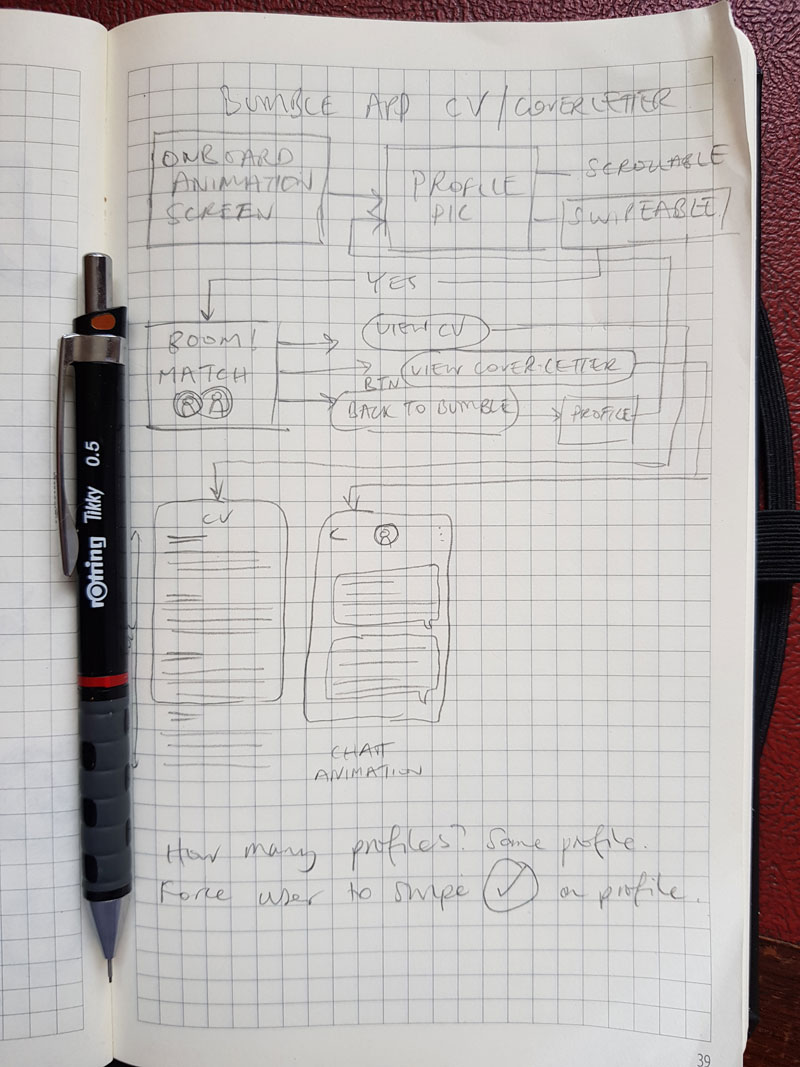 BUMBLE APP CV/COVERLETTER
ONBOARD
ANIMATION
SCREEN
PROFILE
PIC
SCROLLABLE
SWIPEABLE
YES
BOOM!
MATCH
VIEW CV
BTN
VIEW COVER-LETTER
BACK TO BUMBLE
PROFILE
CV
CHAT
ANIMATION
How many profiles? Same profile.
Force user to swipe ✓ on profile.
39
rotring Tikky 0.5